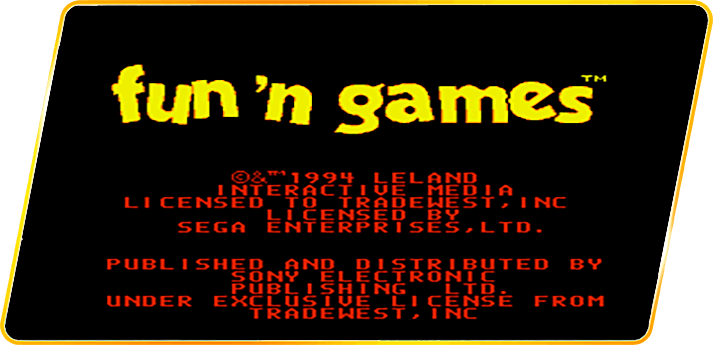 fun 'n games™
©&™1994 LELAND
INTERACTIVE MEDIA
LICENSED TO TRADEWEST,INC
LICENSED BY
SEGA ENTERPRISES,LTD.
PUBLISHED AND DISTRIBUTED BY
SONY ELECTRONIC
PUBLISHING LTD.
UNDER EXCLUSIVE LICENSE FROM
TRADEWEST,INC